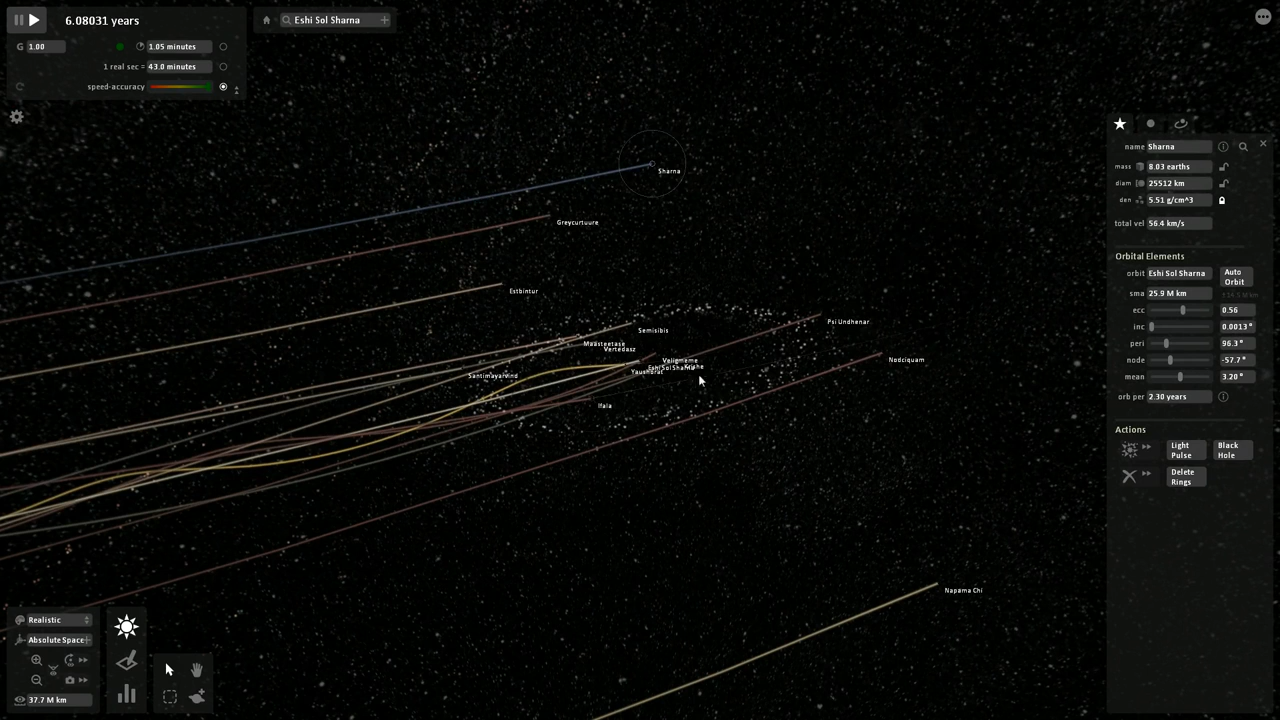 6.08031 years
Eshi Sol Sharna
G 1.00
1.05 minutes
1 real sec = 43.0 minutes
speed-accuracy
Sharna
Greycurtuure
Estbintur
Psi Undhenar
Semisibis
Maasteetase
Vertedasz
Veligmeme
Nodciquam
Yaushorat
Santimayarvind
Ifala
Napama Chi
name Sharna
mass 8.03 earths
diam 25512 km
den 5.51 g/cm^3
total vel 56.4 km/s
Orbital Elements
orbit Eshi Sol Sharna
Auto
Orbit
sma 25.9 M km
ecc 0.56
inc 0.0013°
peri 96.3°
node -57.7°
mean 3.20°
orb per 2.30 years
Actions
Light
Pulse
Black
Hole
Delete
Rings
Realistic
Absolute Space
37.7 M km